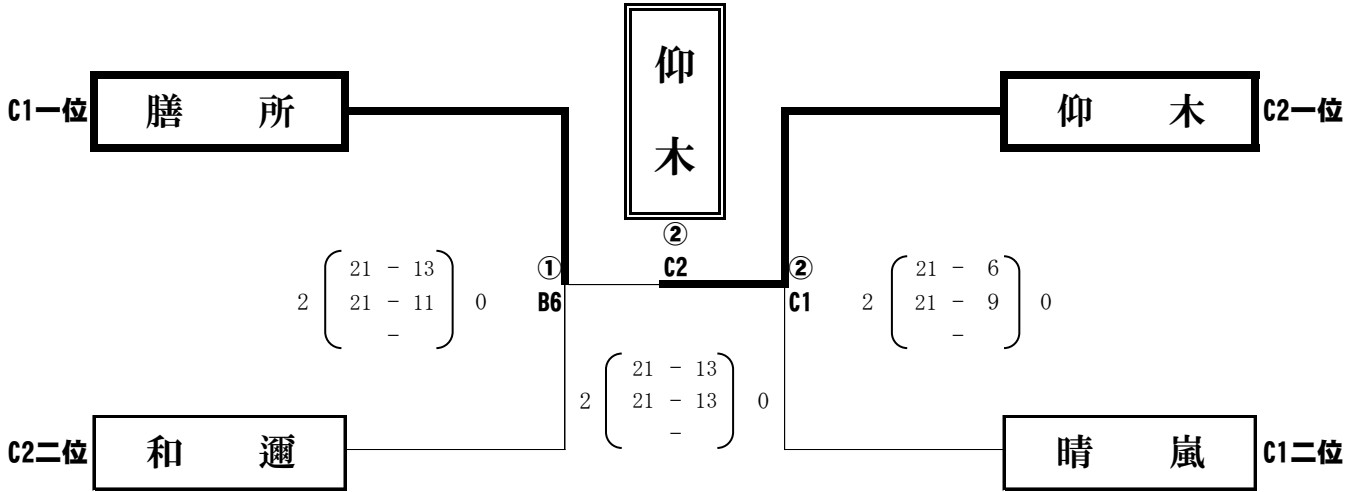 仰木
C1一位 膳 所
仰 木 C2一位
②
① C2 ②
B6 C1
2 21 - 13 0
21 - 11
-
2 21 - 6 0
21 - 9
-
2 21 - 13 0
21 - 13
-
C2二位 和 邇
晴 嵐 C1二位